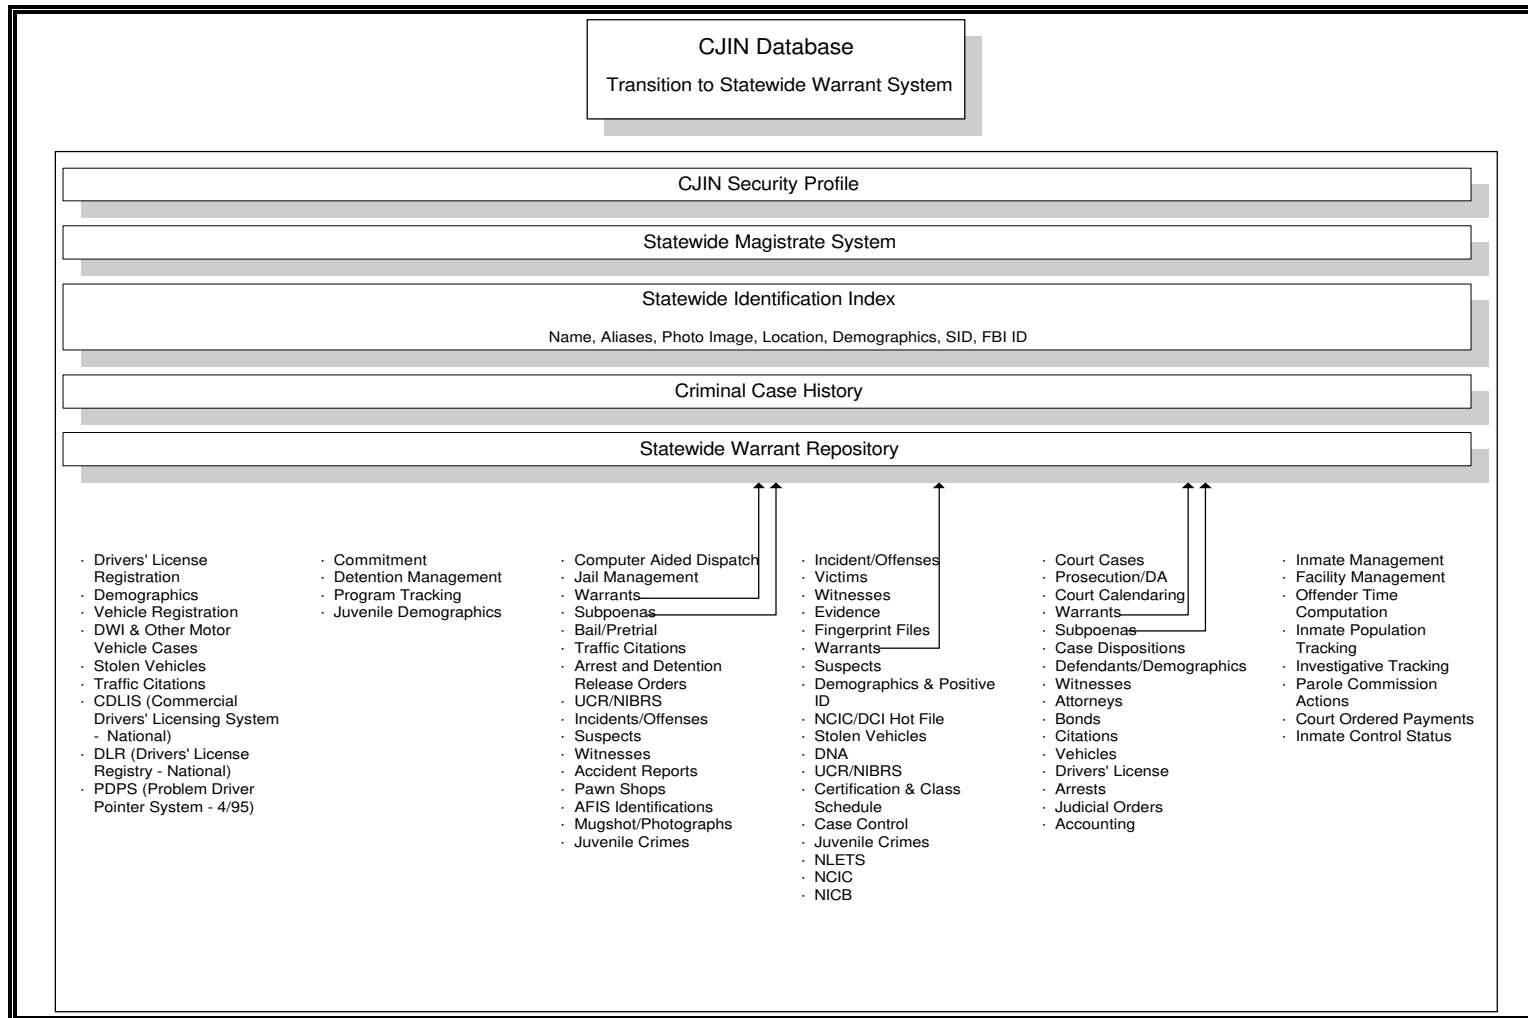 CJIN Database
Transition to Statewide Warrant System
CJIN Security Profile
Statewide Magistrate System
Statewide Identification Index
Name, Aliases, Photo Image, Location, Demographics, SID, FBI ID
Criminal Case History
Statewide Warrant Repository
· Drivers' License
Registration
· Demographics
· Vehicle Registration
· DWI & Other Motor
Vehicle Cases
· Stolen Vehicles
· Traffic Citations
· CDLIS (Commercial
Drivers' Licensing System
- National)
· DLR (Drivers' License
Registry - National)
· PDPS (Problem Driver
Pointer System - 4/95)
· Commitment
· Detention Management
· Program Tracking
· Juvenile Demographics
· Computer Aided Dispatch
· Jail Management
· Warrants
· Subpoenas
· Bail/Pretrial
· Traffic Citations
· Arrest and Detention
Release Orders
· UCR/NIBRS
· Incidents/Offenses
· Suspects
· Witnesses
· Accident Reports
· Pawn Shops
· AFIS Identifications
· Mugshot/Photographs
· Juvenile Crimes
· Incident/Offenses
· Victims
· Witnesses
· Evidence
· Fingerprint Files
· Warrants
· Suspects
· Demographics & Positive
ID
· NCIC/DCI Hot File
· Stolen Vehicles
· DNA
· UCR/NIBRS
· Certification & Class
Schedule
· Case Control
· Juvenile Crimes
· NLETS
· NCIC
· NICB
· Court Cases
· Prosecution/DA
· Court Calendaring
· Warrants
· Subpoenas
· Case Dispositions
· Defendants/Demographics
· Witnesses
· Attorneys
· Bonds
· Citations
· Vehicles
· Drivers' License
· Arrests
· Judicial Orders
· Accounting
· Inmate Management
· Facility Management
· Offender Time
Computation
· Inmate Population
Tracking
· Investigative Tracking
· Parole Commission
Actions
· Court Ordered Payments
· Inmate Control Status